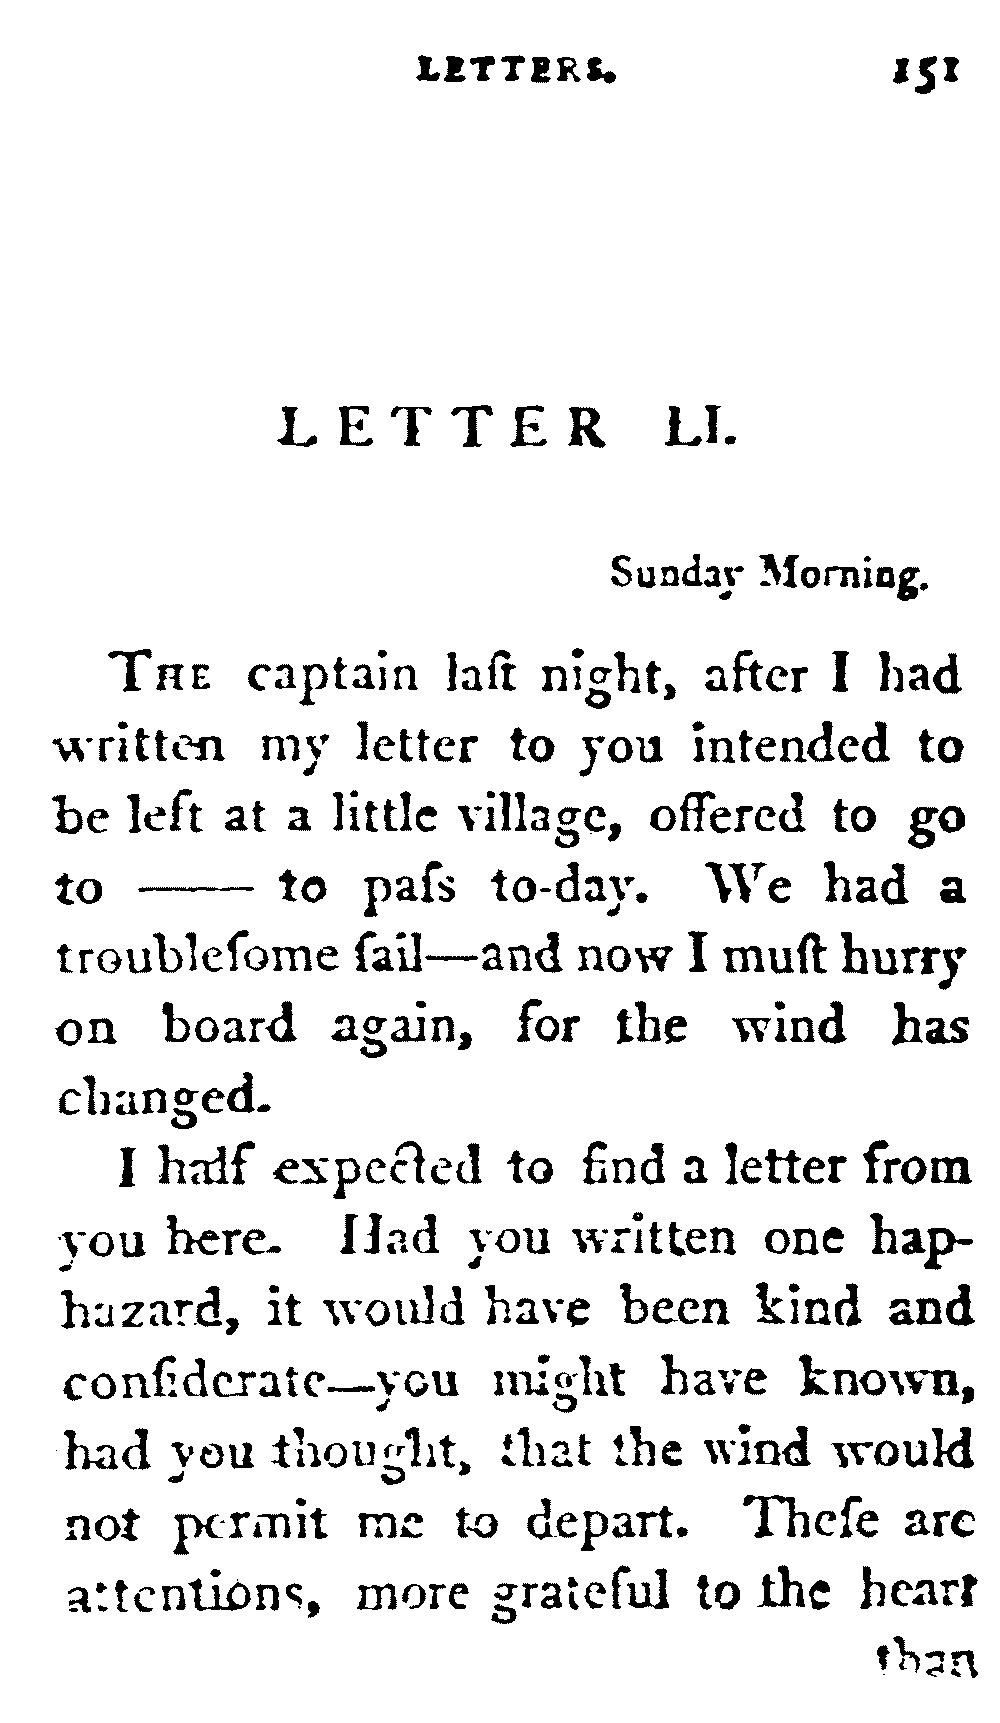 LETTERS. 151
LETTER LI.
Sunday Morning.
THE captain laſt night, after I had
written my letter to you intended to
be left at a little village, offered to go
to —— to paſs to-day. We had a
troubleſome ſail—and now I muſt hurry
on board again, for the wind has
changed.
I half expected to find a letter from
you here. Had you written one hap-
hazard, it would have been kind and
conſiderate—you might have known,
had you thought, that the wind would
not permit me to depart. Theſe are
attentions, more grateful to the heart
than